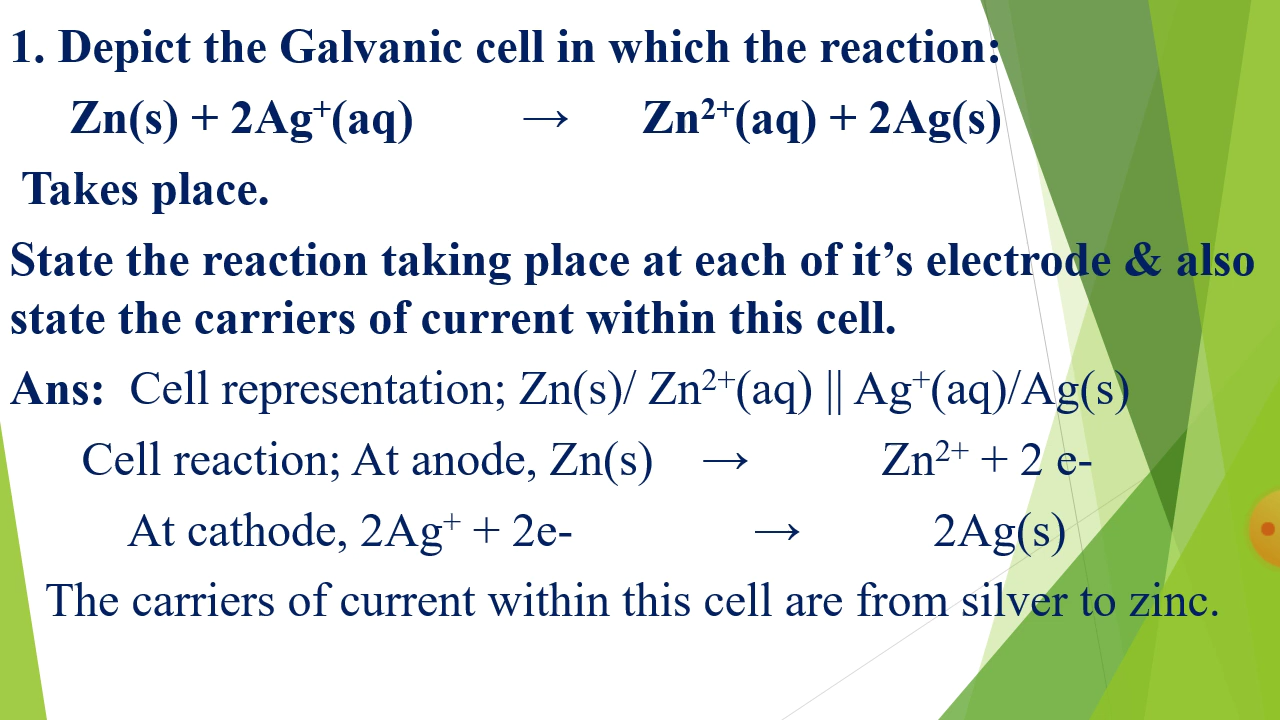 1. Depict the Galvanic cell in which the reaction:
Zn(s) + 2Ag⁺(aq) → Zn²⁺(aq) + 2Ag(s)
Takes place.
State the reaction taking place at each of it’s electrode & also
state the carriers of current within this cell.
Ans: Cell representation; Zn(s)/ Zn²⁺(aq) || Ag⁺(aq)/Ag(s)
Cell reaction; At anode, Zn(s) → Zn²⁺ + 2 e-
At cathode, 2Ag⁺ + 2e- → 2Ag(s)
The carriers of current within this cell are from silver to zinc.